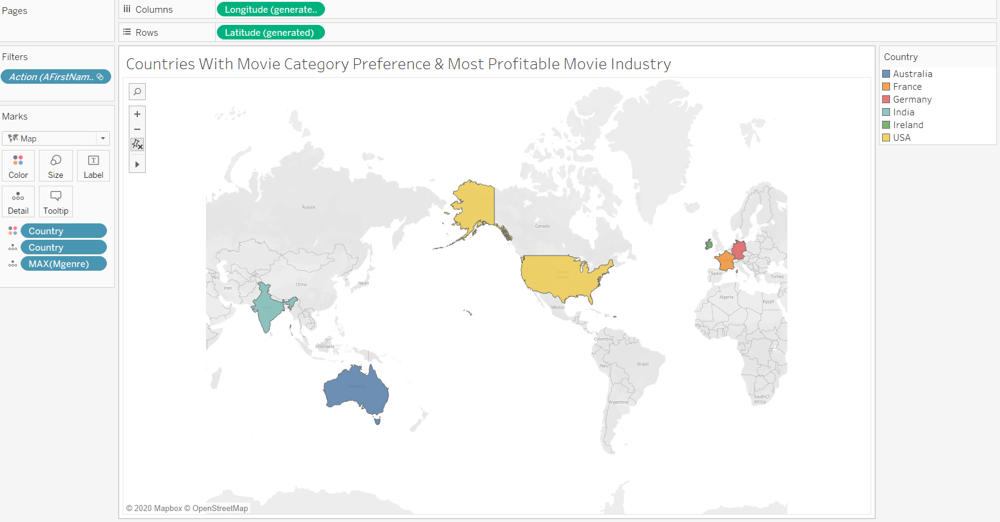 Pages
Columns
Longitude (generate..
Rows
Latitude (generated)
Filters
Action (AFirstNam..
Marks
Map
Color
Size
Label
Detail
Tooltip
Country
Country
MAX(Mgenre)
Countries With Movie Category Preference & Most Profitable Movie Industry
Russia
Canada
China
Japan
Iran
India
United
States
Mexico
Spain
Turkey
Algeria
Egypt
Indonesia
Colombia
Peru
Brazil
Australia
Argentina
South
Africa
© 2020 Mapbox © OpenStreetMap
Country
Australia
France
Germany
India
Ireland
USA